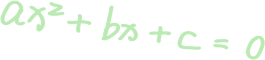 ax² + bx + c = 0